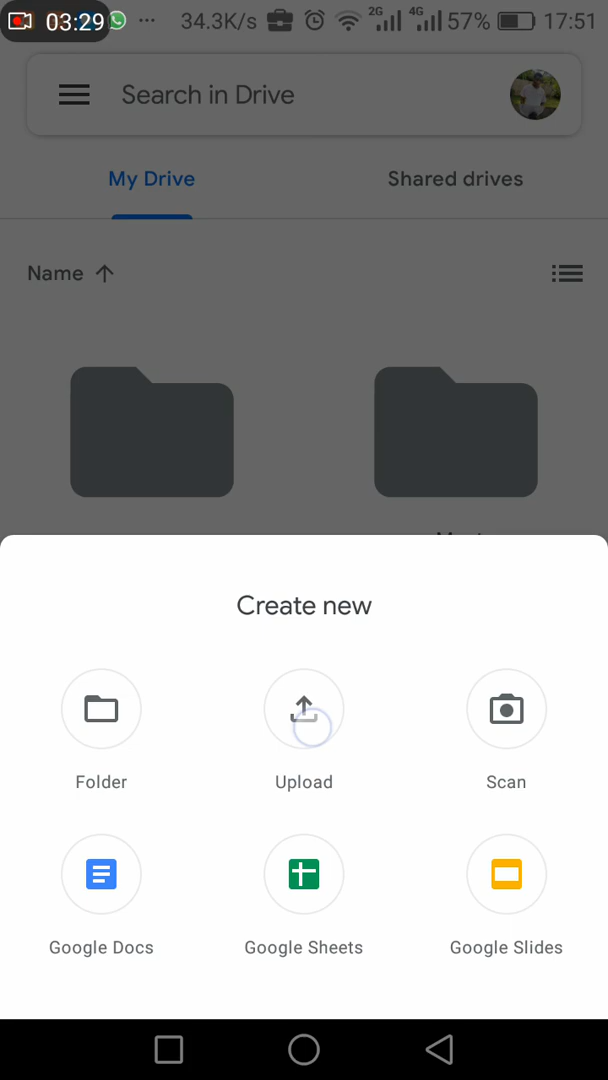 03:29 ... 34.3K/s 2G 4G 57% 17:51
Search in Drive
My Drive Shared drives
Name
Create new
Folder Upload Scan
Google Docs Google Sheets Google Slides